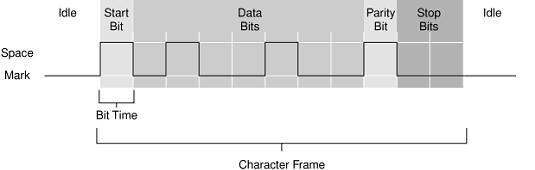 Idle
Start
Bit
Data
Bits
Parity
Bit
Stop
Bits
Idle
Space
Mark
Bit Time
Character Frame